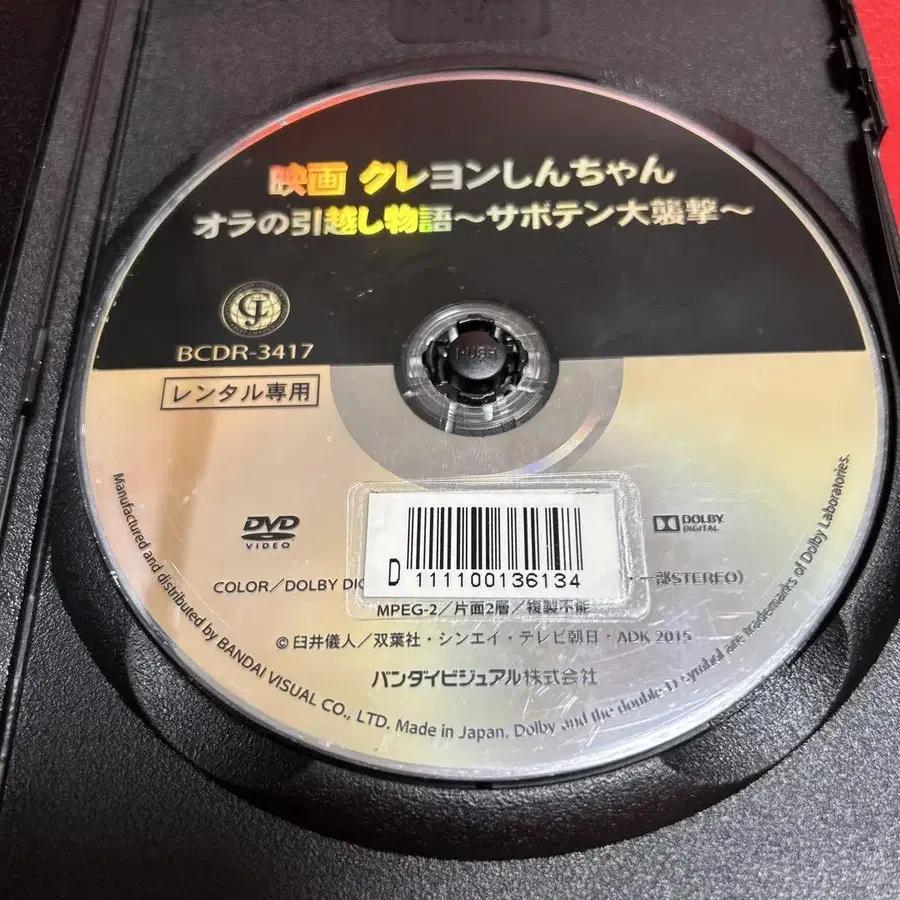 映画 クレヨンしんちゃん
オラの引越し物語～サボテン大襲撃～
BCDR-3417
レンタル専用
PUSH
DVD
VIDEO
DOLBY
DIGITAL
COLOR／DOLBY DIG
一部STEREO）
D 111100136134
MPEG-2／片面2層／複製不能
© 臼井儀人／双葉社・シンエイ・テレビ朝日・ADK 2015
バンダイビジュアル株式会社
Manufactured and distributed by BANDAI VISUAL CO., LTD. Made in Japan. Dolby and the double-D symbol are trademarks of Dolby Laboratories.